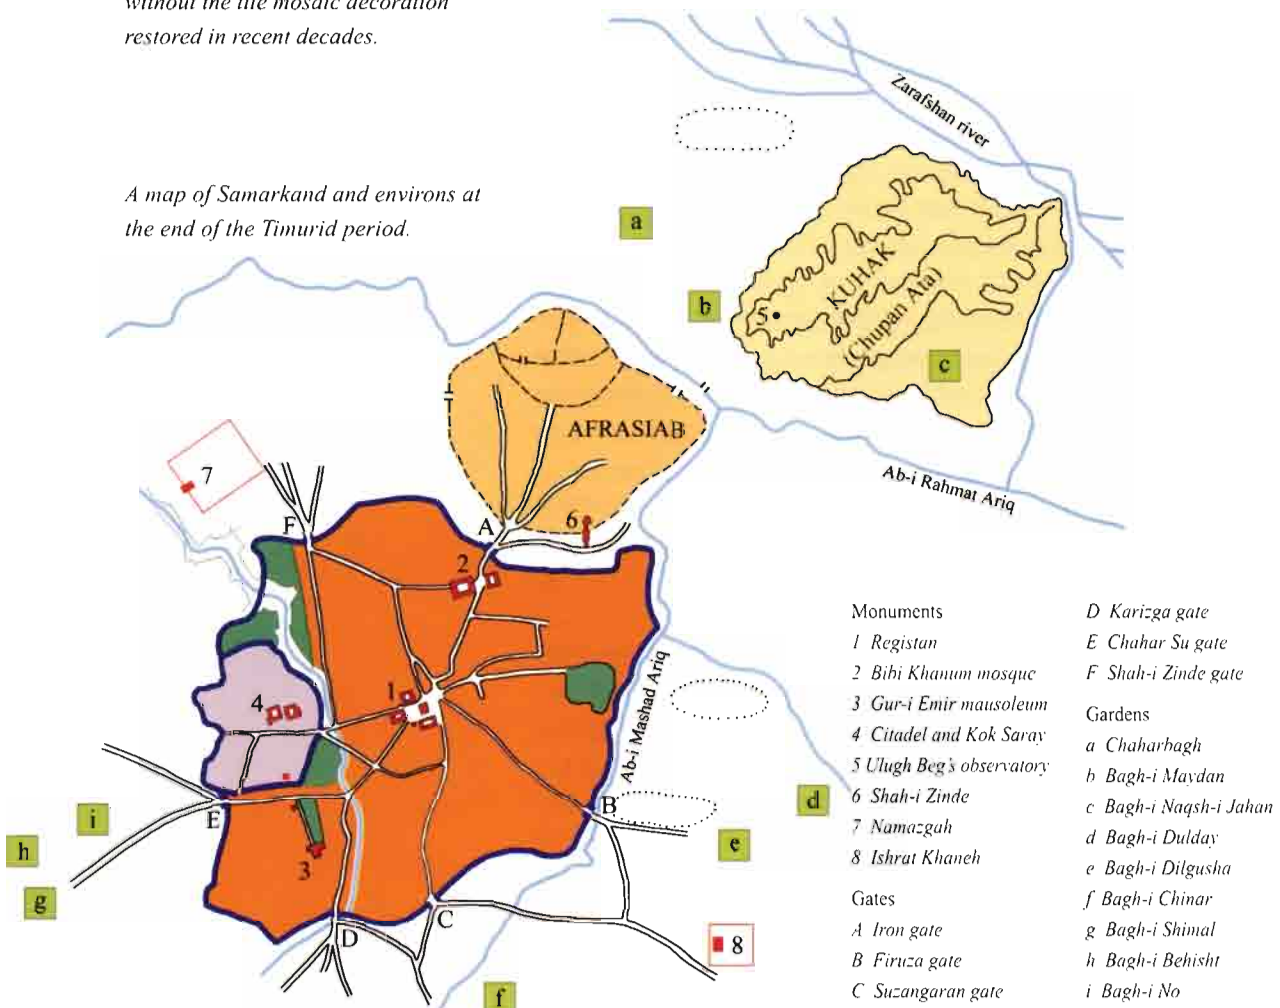 without the tile mosaic decoration
restored in recent decades.
A map of Samarkand and environs at
the end of the Timurid period.
Zarafshan river
a
b
KUHAK
(Chupan Ata)
5
c
AFRASIAB
Ab-i Rahmat Ariq
7
F
A
6
2
1
4
Ab-i Mashad Ariq
B
E
3
i
h
g
d
e
C
D
8
f
Monuments
1 Registan
2 Bibi Khanum mosque
3 Gur-i Emir mausoleum
4 Citadel and Kok Saray
5 Ulugh Beg's observatory
6 Shah-i Zinde
7 Namazgah
8 Ishrat Khaneh
Gates
A Iron gate
B Firuza gate
C Suzangaran gate
D Karizga gate
E Chahar Su gate
F Shah-i Zinde gate
Gardens
a Chaharbagh
b Bagh-i Maydan
c Bagh-i Naqsh-i Jahan
d Bagh-i Dulday
e Bagh-i Dilgusha
f Bagh-i Chinar
g Bagh-i Shimal
h Bagh-i Behisht
i Bagh-i No